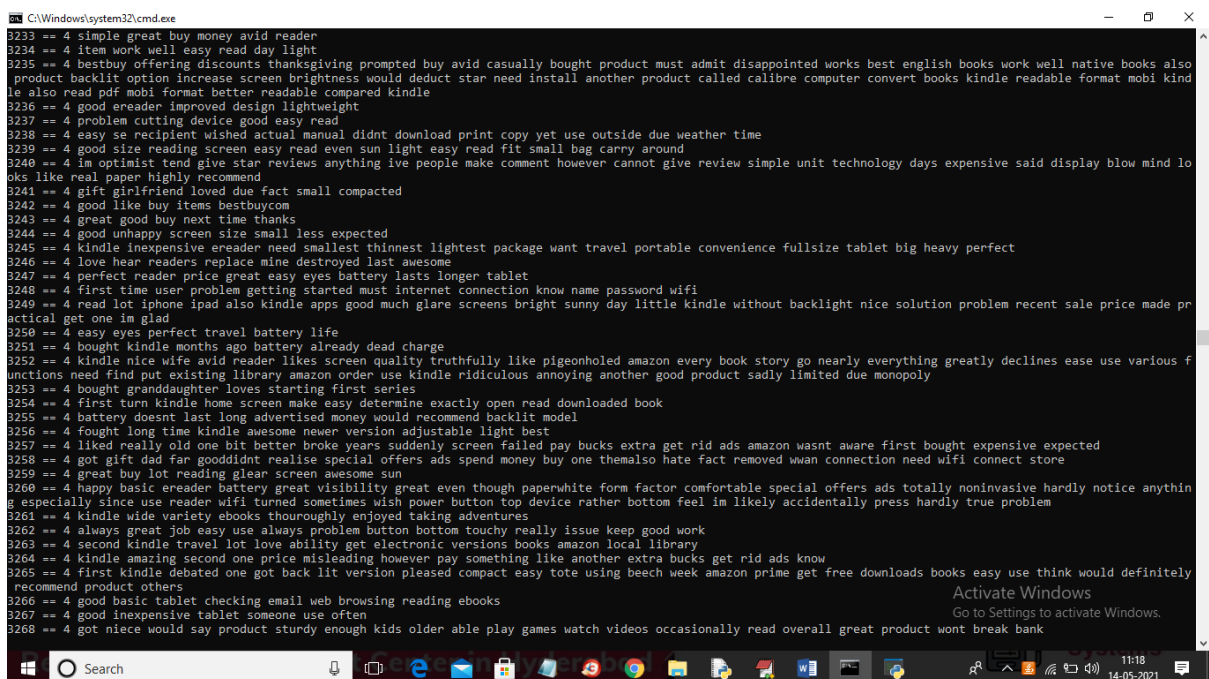 C:\Windows\system32\cmd.exe
3233 == 4 simple great buy money avid reader
3234 == 4 item work well easy read day light
3235 == 4 bestbuy offering discounts thanksgiving prompted buy avid casually bought product must admit disappointed works best english books work well native books also
product backlit option increase screen brightness would deduct star need install another product called calibre computer convert books kindle readable format mobi kind
le also read pdf mobi format better readable compared kindle
3236 == 4 good ereader improved design lightweight
3237 == 4 problem cutting device good easy read
3238 == 4 easy se recipient wished actual manual didnt download print copy yet use outside due weather time
3239 == 4 good size reading screen easy read even sun light easy read fit small bag carry around
3240 == 4 im optimist tend give star reviews anything ive people make comment however cannot give review simple unit technology days expensive said display blow mind lo
oks like real paper highly recommend
3241 == 4 gift girlfriend loved due fact small compacted
3242 == 4 good like buy items bestbuycom
3243 == 4 great good buy next time thanks
3244 == 4 good unhappy screen size small less expected
3245 == 4 kindle inexpensive ereader need smallest thinnest lightest package want travel portable convenience fullsize tablet big heavy perfect
3246 == 4 love hear readers replace mine destroyed last awesome
3247 == 4 perfect reader price great easy eyes battery lasts longer tablet
3248 == 4 first time user problem getting started must internet connection know name password wifi
3249 == 4 read lot iphone ipad also kindle apps good much glare screens bright sunny day little kindle without backlight nice solution problem recent sale price made pr
actical get one im glad
3250 == 4 easy eyes perfect travel battery life
3251 == 4 bought kindle months ago battery already dead charge
3252 == 4 kindle nice wife avid reader likes screen quality truthfully like pigeonholed amazon every book story go nearly everything greatly declines ease use various f
unctions need find put existing library amazon order use kindle ridiculous annoying another good product sadly limited due monopoly
3253 == 4 bought granddaughter loves starting first series
3254 == 4 first turn kindle home screen make easy determine exactly open read downloaded book
3255 == 4 battery doesnt last long advertised money would recommend backlit model
3256 == 4 fought long time kindle awesome newer version adjustable light best
3257 == 4 liked really old one bit better broke years suddenly screen failed pay bucks extra get rid ads amazon wasnt aware first bought expensive expected
3258 == 4 got gift dad far gooddidnt realise special offers ads spend money buy one themalso hate fact removed wwan connection need wifi connect store
3259 == 4 great buy lot reading glear screen awesome sun
3260 == 4 happy basic ereader battery great visibility great even though paperwhite form factor comfortable special offers ads totally noninvasive hardly notice anythin
g especially since use reader wifi turned sometimes wish power button top device rather bottom feel im likely accidentally press hardly true problem
3261 == 4 kindle wide variety ebooks thouroughly enjoyed taking adventures
3262 == 4 always great job easy use always problem button bottom touchy really issue keep good work
3263 == 4 second kindle travel lot love ability get electronic versions books amazon local library
3264 == 4 kindle amazing second one price misleading however pay something like another extra bucks get rid ads know
3265 == 4 first kindle debated one got back lit version pleased compact easy tote using beech week amazon prime get free downloads books easy use think would definitely
recommend product others
3266 == 4 good basic tablet checking email web browsing reading ebooks
3267 == 4 good inexpensive tablet someone use often
3268 == 4 got niece would say product sturdy enough kids older able play games watch videos occasionally read overall great product wont break bank
Activate Windows
Go to Settings to activate Windows.
Search
11:18
14-05-2021